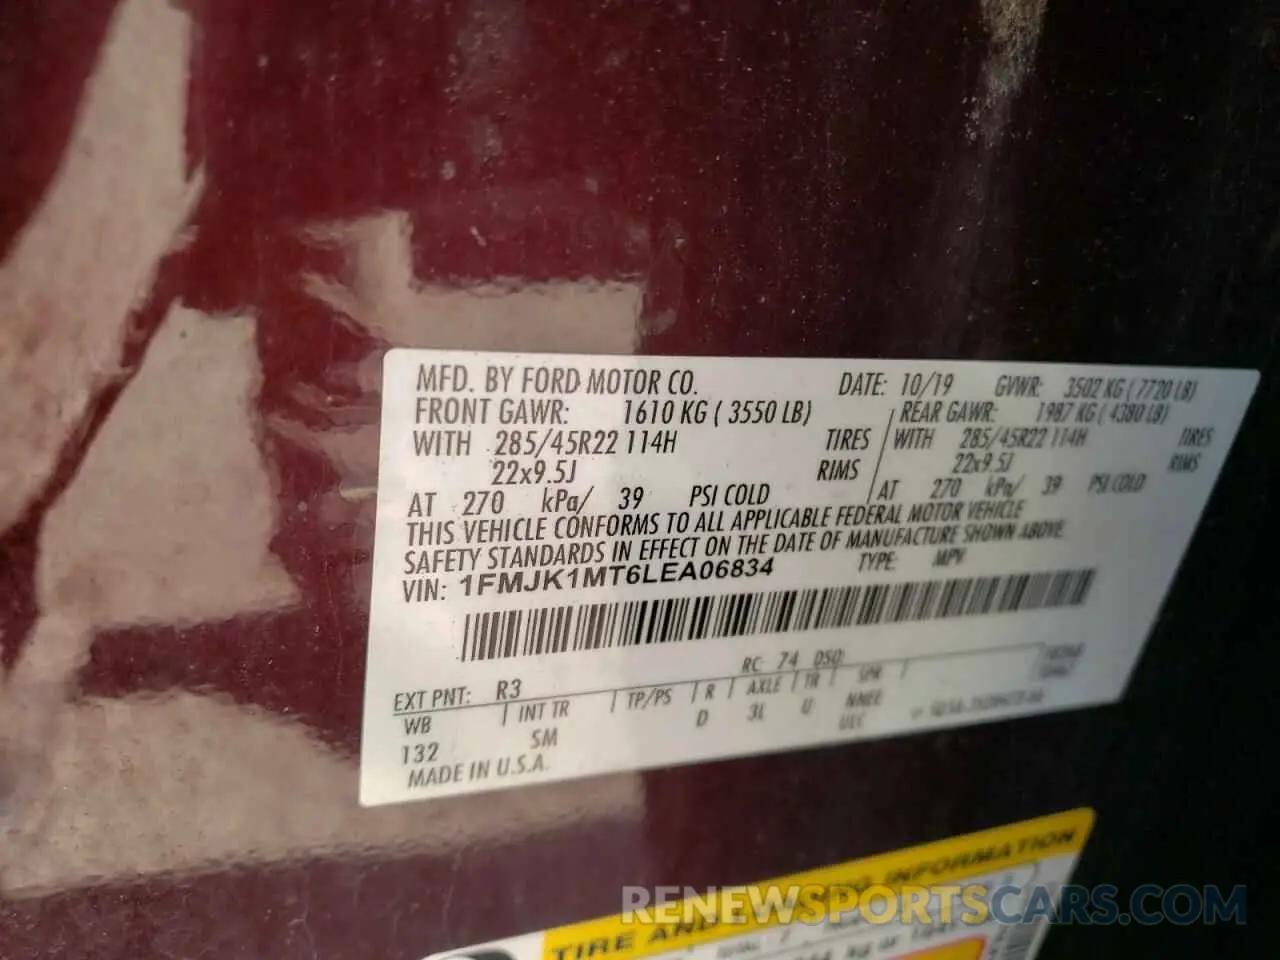 MFD. BY FORD MOTOR CO. DATE: 10/19 GVWR: 3502 KG ( 7720 LB)
FRONT GAWR: 1610 KG ( 3550 LB) REAR GAWR: 1987 KG ( 4380 LB)
WITH 285/45R22 114H TIRES WITH 285/45R22 114H TIRES
22x9.5J RIMS 22x9.5J RIMS
AT 270 kPa/ 39 PSI COLD AT 270 kPa/ 39 PSI COLD
THIS VEHICLE CONFORMS TO ALL APPLICABLE FEDERAL MOTOR VEHICLE
SAFETY STANDARDS IN EFFECT ON THE DATE OF MANUFACTURE SHOWN ABOVE.
VIN: 1FMJK1MT6LEA06834 TYPE: MPV
EXT PNT: R3 RC: 74 DSO:
WB INT TR TP/PS R AXLE TR SPR
132 SM D 3L U
MADE IN U.S.A.
TIRE AND INFORMATION
RENEWSPORTSCARS.COM